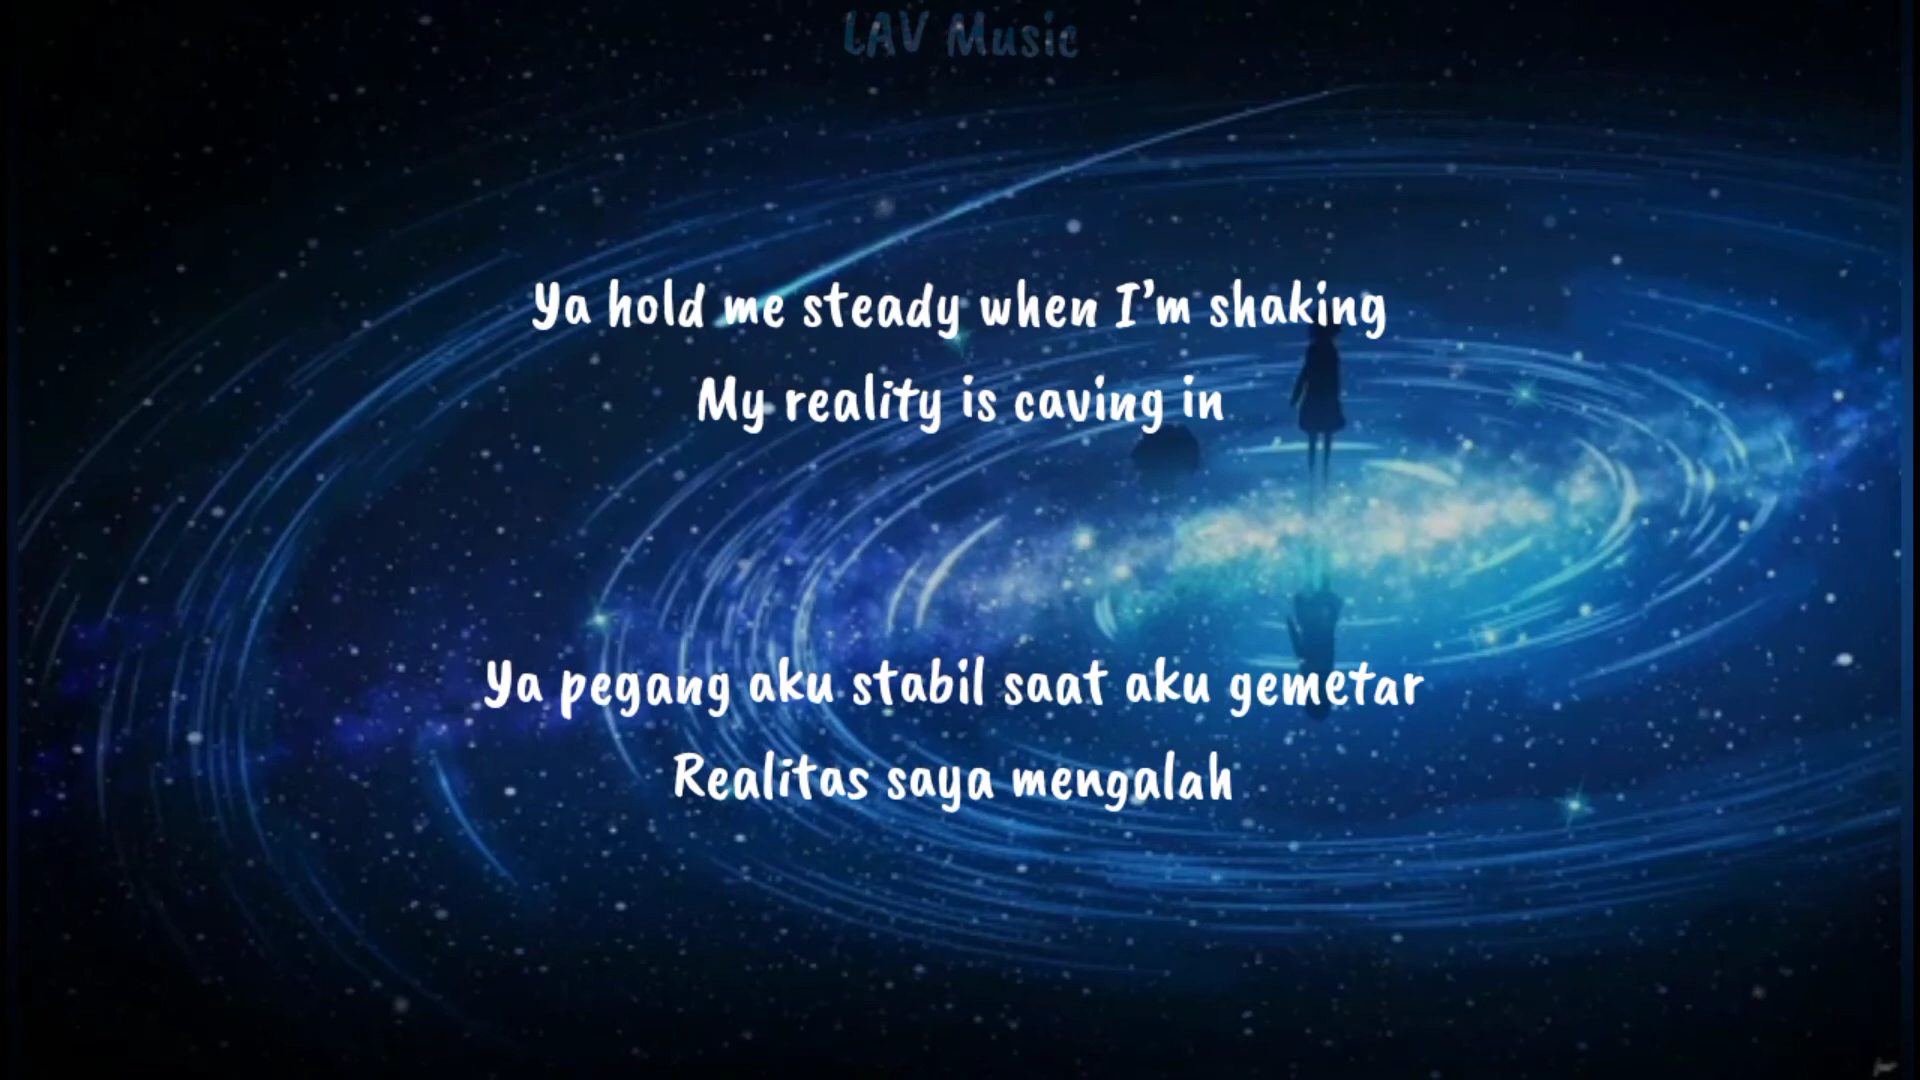 LAV Music
Ya hold me steady when I'm shaking
My reality is caving in
Ya pegang aku stabil saat aku gemetar
Realitas saya mengalah